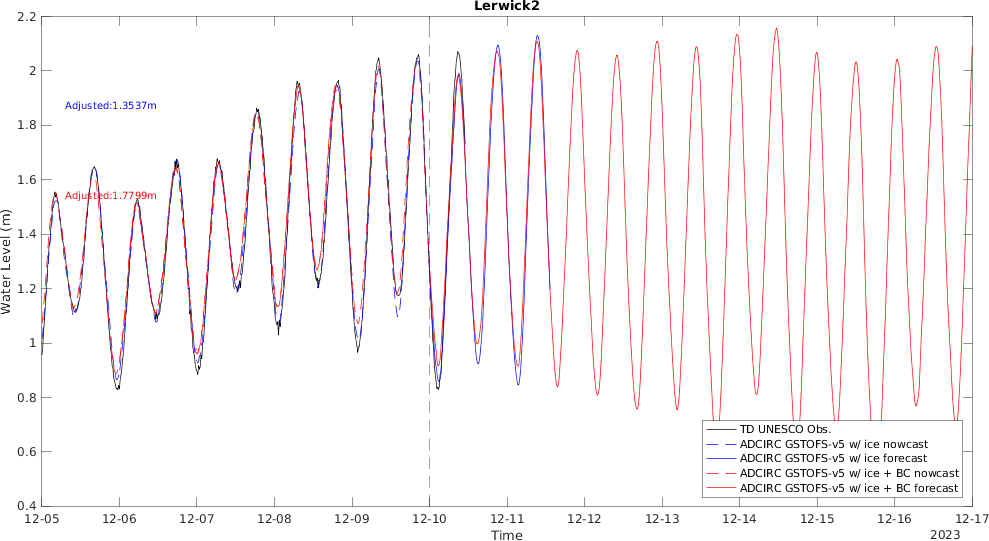 Lerwick2
2.2
2
1.8
1.6
1.4
1.2
1
0.8
0.6
0.4
Water Level (m)
Adjusted:1.3537m
Adjusted:1.7799m
TD UNESCO Obs.
ADCIRC GSTOFS-v5 w/ ice nowcast
ADCIRC GSTOFS-v5 w/ ice forecast
ADCIRC GSTOFS-v5 w/ ice + BC nowcast
ADCIRC GSTOFS-v5 w/ ice + BC forecast
12-05 12-06 12-07 12-08 12-09 12-10 12-11 12-12 12-13 12-14 12-15 12-16 12-17
Time
2023